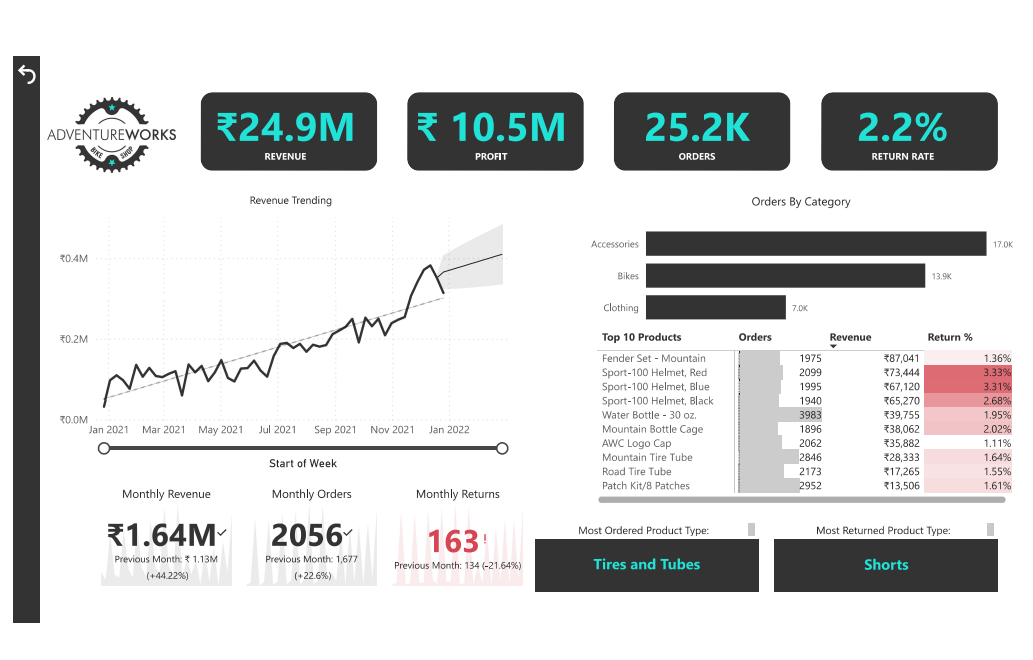 ADVENTUREWORKS
BIKE SHOP
₹24.9M
REVENUE
₹ 10.5M
PROFIT
25.2K
ORDERS
2.2%
RETURN RATE
Revenue Trending
₹0.4M
₹0.2M
₹0.0M
Jan 2021 Mar 2021 May 2021 Jul 2021 Sep 2021 Nov 2021 Jan 2022
Start of Week
Orders By Category
Accessories 17.0K
Bikes 13.9K
Clothing 7.0K
Top 10 Products Orders Revenue Return %
Fender Set - Mountain 1975 ₹87,041 1.36%
Sport-100 Helmet, Red 2099 ₹73,444 3.33%
Sport-100 Helmet, Blue 1995 ₹67,120 3.31%
Sport-100 Helmet, Black 1940 ₹65,270 2.68%
Water Bottle - 30 oz. 3983 ₹39,755 1.95%
Mountain Bottle Cage 1896 ₹38,062 2.02%
AWC Logo Cap 2062 ₹35,882 1.11%
Mountain Tire Tube 2846 ₹28,333 1.64%
Road Tire Tube 2173 ₹17,265 1.55%
Patch Kit/8 Patches 2952 ₹13,506 1.61%
Monthly Revenue
₹1.64M
Previous Month: ₹ 1.13M
(+44.22%)
Monthly Orders
2056
Previous Month: 1,677
(+22.6%)
Monthly Returns
163!
Previous Month: 134 (-21.64%)
Most Ordered Product Type:
Tires and Tubes
Most Returned Product Type:
Shorts